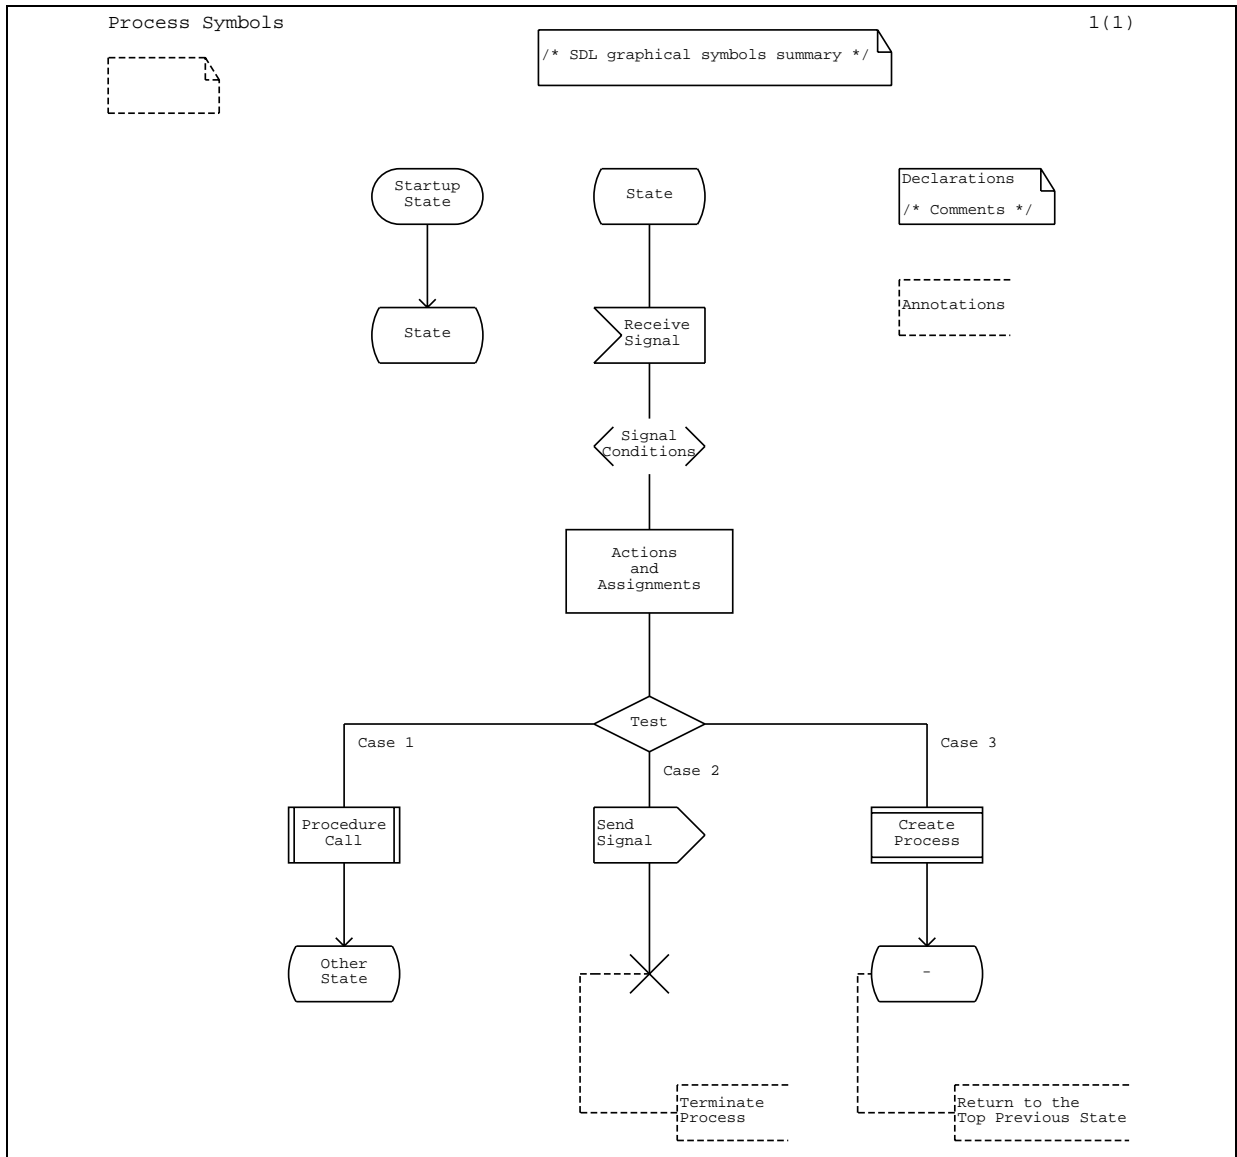 Process Symbols
1(1)
/* SDL graphical symbols summary */
Startup
State
State
Declarations
/* Comments */
State
Receive
Signal
Annotations
Signal
Conditions
Actions
and
Assignments
Test
Case 1
Case 2
Case 3
Procedure
Call
Send
Signal
Create
Process
Other
State
-
Terminate
Process
Return to the
Top Previous State